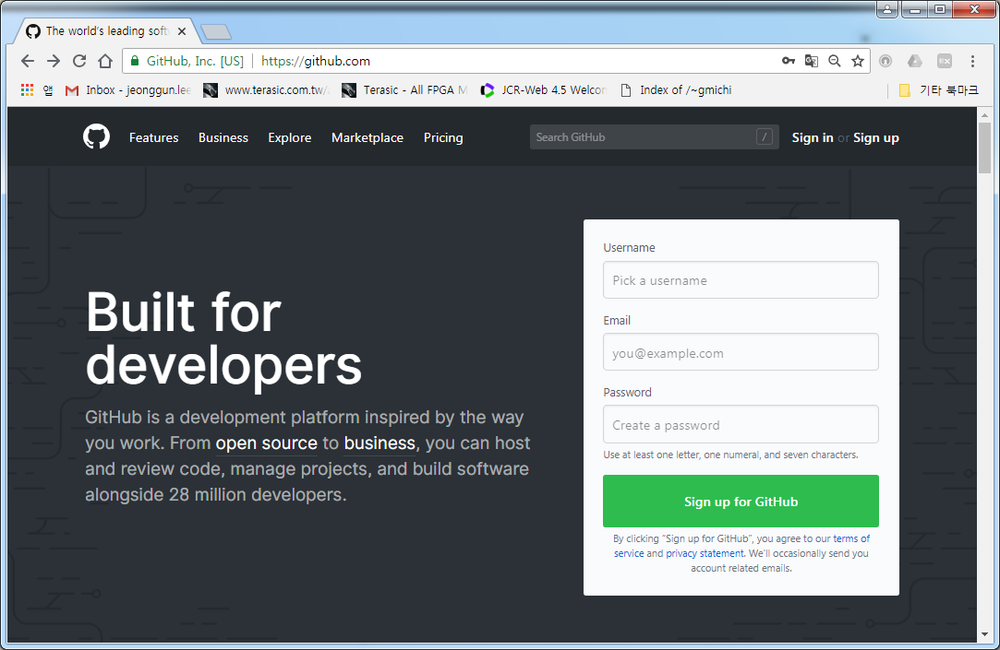 The world's leading soft
GitHub, Inc. [US] https://github.com
앱 Inbox - jeonggun.lee www.terasic.com.tw/ Terasic - All FPGA M JCR-Web 4.5 Welcom Index of /~gmichi 기타 북마크
Features Business Explore Marketplace Pricing Search GitHub / Sign in or Sign up
Built for
developers
GitHub is a development platform inspired by the way
you work. From open source to business, you can host
and review code, manage projects, and build software
alongside 28 million developers.
Username
Pick a username
Email
you@example.com
Password
Create a password
Use at least one letter, one numeral, and seven characters.
Sign up for GitHub
By clicking “Sign up for GitHub”, you agree to our terms of
service and privacy statement. We’ll occasionally send you
account related emails.